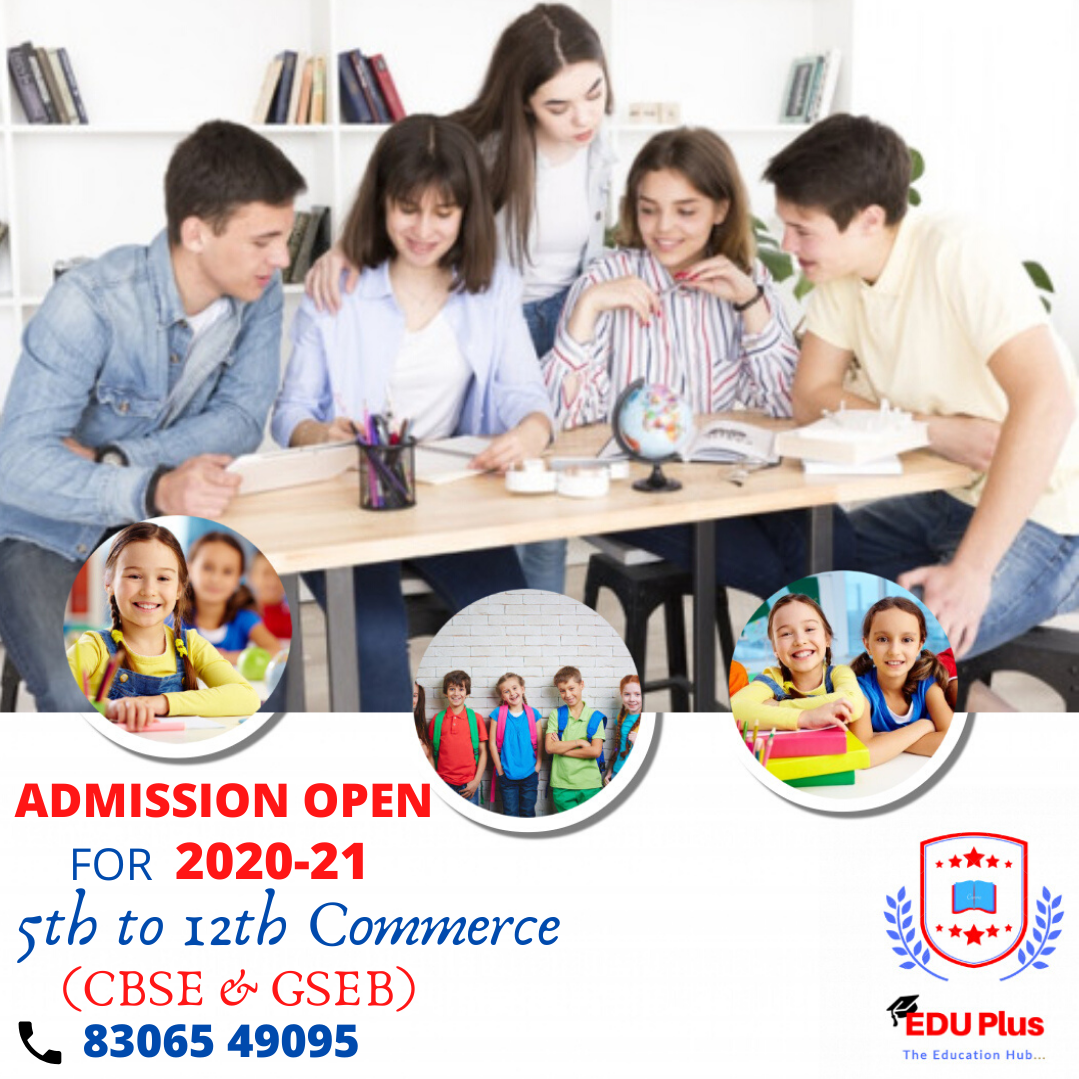 ADMISSION OPEN
FOR 2020-21
5th to 12th Commerce
(CBSE & GSEB)
83065 49095
EDU Plus
The Education Hub...